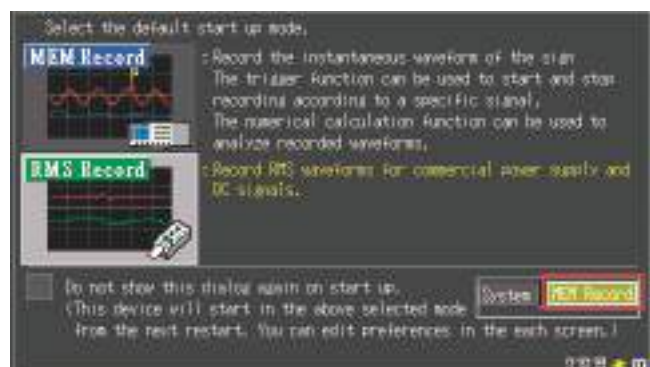 Select the default start up mode.
MEM Record
: Record the instantaneous waveform of the sign
The trigger function can be used to start and stop
recording according to a specific signal.
The numerical calculation function can be used to
analyze recorded waveforms.
RMS Record
: Record RMS waveforms for commercial power supply and
DC signals.
Do not show this dialog again on start up.
(This device will start in the above selected mode
from the next restart. You can edit preferences in the each screen.)
System
MEM Record